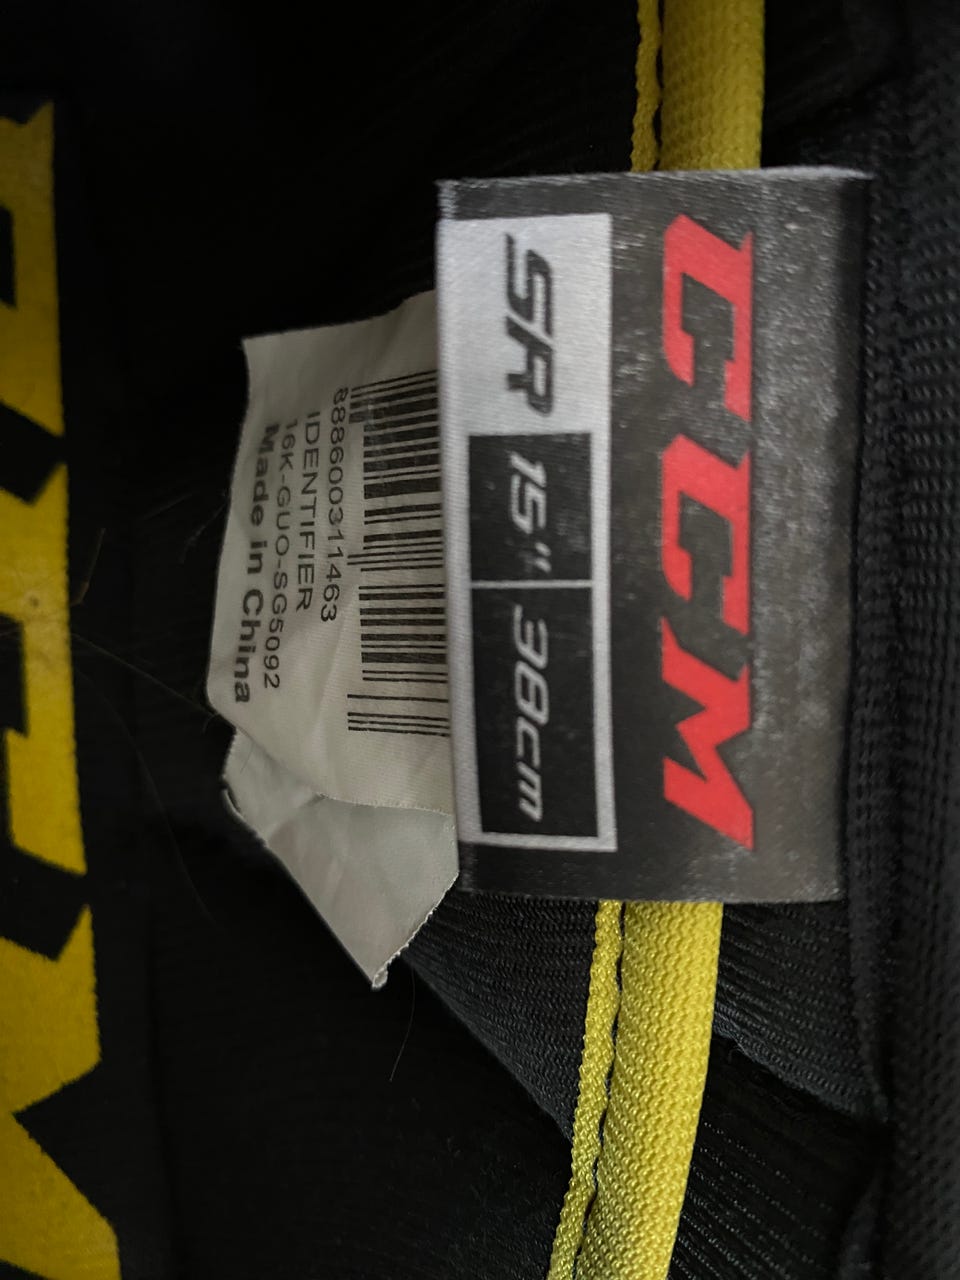 CCM
SR 15" 38cm
888600311463
IDENTIFIER
16K-GUO-SG5092
Made in China